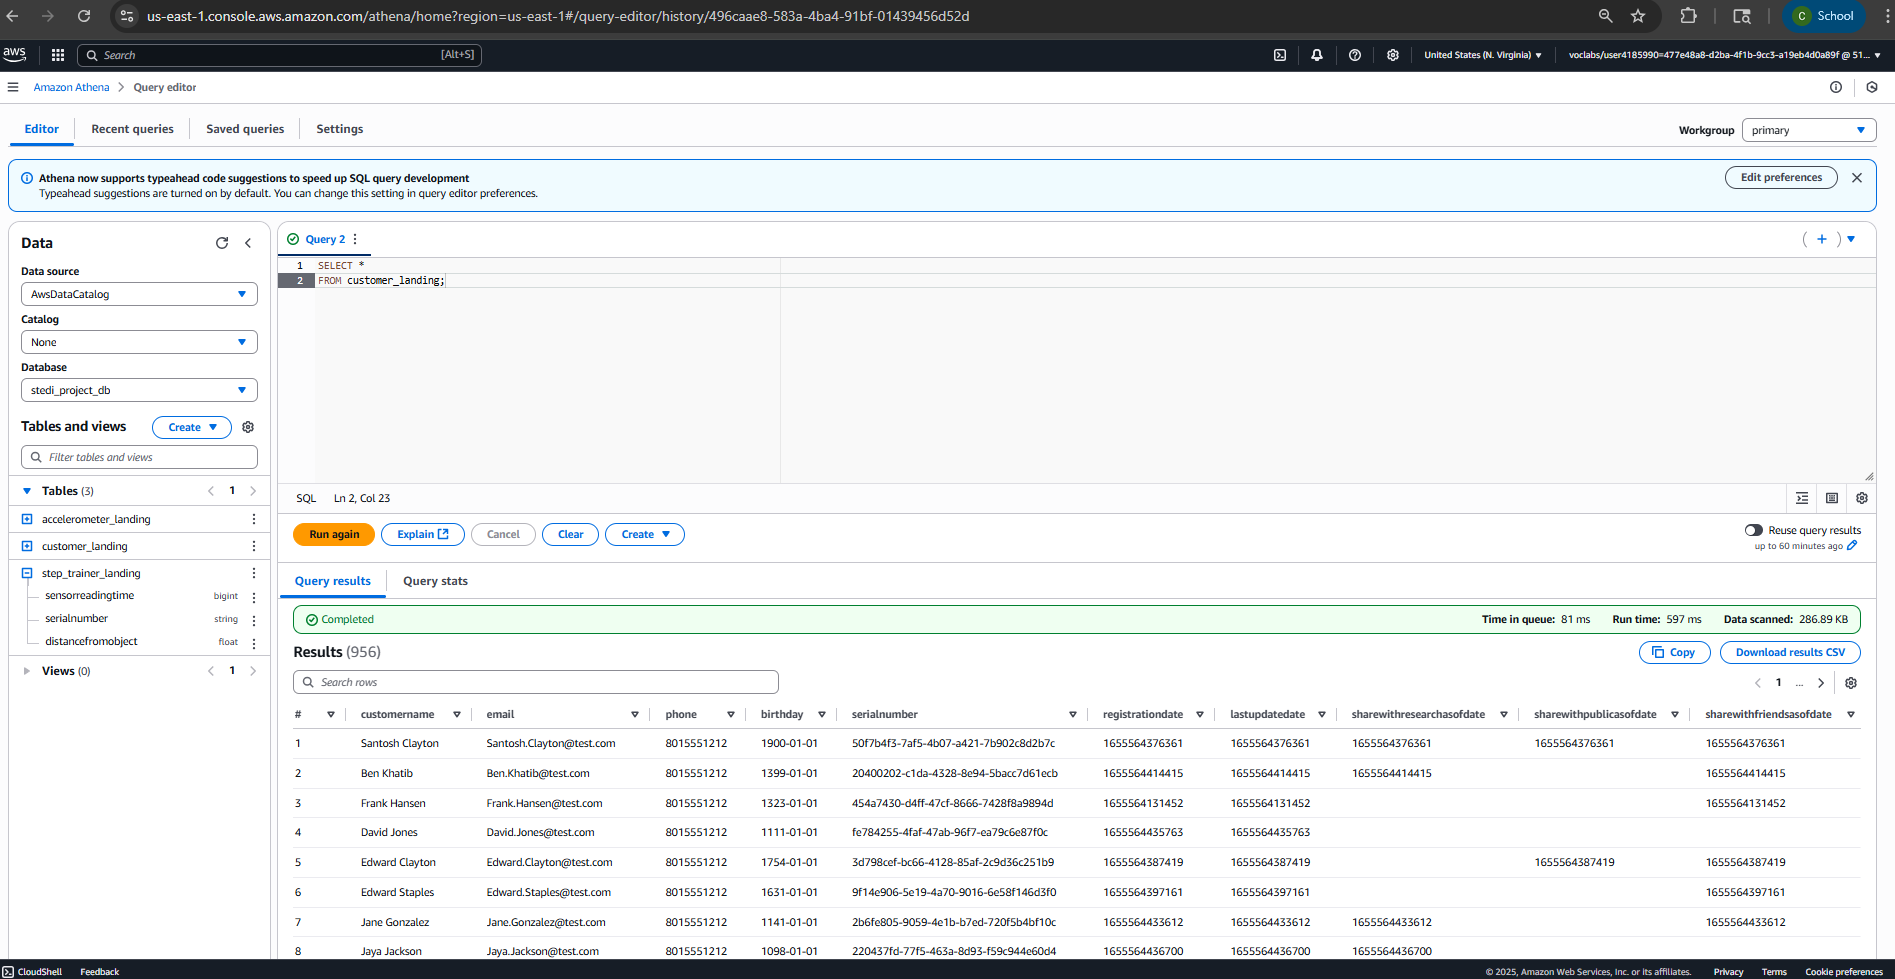 us-east-1.console.aws.amazon.com/athena/home?region=us-east-1#/query-editor/history/496caae8-583a-4ba4-91bf-01439456d52d
C School
aws Search [Alt+S] United States (N. Virginia) voclabs/user4185990=477e48a8-d2ba-4f1b-9cc3-a19eb4d0a89f @ 51...
Amazon Athena Query editor
Editor Recent queries Saved queries Settings Workgroup primary
Athena now supports typeahead code suggestions to speed up SQL query development
Typeahead suggestions are turned on by default. You can change this setting in query editor preferences.
Edit preferences
Data
Data source
AwsDataCatalog
Catalog
None
Database
stedi_project_db
Tables and views Create
Filter tables and views
Tables (3) 1
accelerometer_landing
customer_landing
step_trainer_landing
sensorreadingtime bigint
serialnumber string
distancefromobject float
Views (0) 1
Query 2
1 SELECT *
2 FROM customer_landing;
SQL Ln 2, Col 23
Run again Explain Cancel Clear Create
Reuse query results
up to 60 minutes ago
Query results Query stats
Completed Time in queue: 81 ms Run time: 597 ms Data scanned: 286.89 KB
Results (956) Copy Download results CSV
Search rows 1 ...
# customername email phone birthday serialnumber registrationdate lastupdatedate sharewithresearchasofdate sharewithpublicasofdate sharewithfriendsasofdate
1 Santosh Clayton Santosh.Clayton@test.com 8015551212 1900-01-01 50f7b4f3-7af5-4b07-a421-7b902c8d2b7c 1655564376361 1655564376361 1655564376361 1655564376361 1655564376361
2 Ben Khatib Ben.Khatib@test.com 8015551212 1399-01-01 20400202-c1da-4328-8e94-5bacc7d61ecb 1655564414415 1655564414415 1655564414415 1655564414415
3 Frank Hansen Frank.Hansen@test.com 8015551212 1323-01-01 454a7430-d4ff-47cf-8666-7428f8a9894d 1655564131452 1655564131452 1655564131452
4 David Jones David.Jones@test.com 8015551212 1111-01-01 fe784255-4faf-47ab-96f7-ea79c6e87f0c 1655564435763 1655564435763
5 Edward Clayton Edward.Clayton@test.com 8015551212 1754-01-01 3d798cef-bc66-4128-85af-2c9d36c251b9 1655564387419 1655564387419 1655564387419 1655564387419
6 Edward Staples Edward.Staples@test.com 8015551212 1631-01-01 9f14e906-5e19-4a70-9016-6e58f146d3f0 1655564397161 1655564397161 1655564397161
7 Jane Gonzalez Jane.Gonzalez@test.com 8015551212 1141-01-01 2b6fe805-9059-4e1b-b7ed-720f5b4bf10c 1655564433612 1655564433612 1655564433612 1655564433612
8 Jaya Jackson Jaya.Jackson@test.com 8015551212 1098-01-01 220437fd-77f5-463a-8d93-f59c944e60d4 1655564436700 1655564436700 1655564436700
CloudShell Feedback © 2025, Amazon Web Services, Inc. or its affiliates. Privacy Terms Cookie preferences